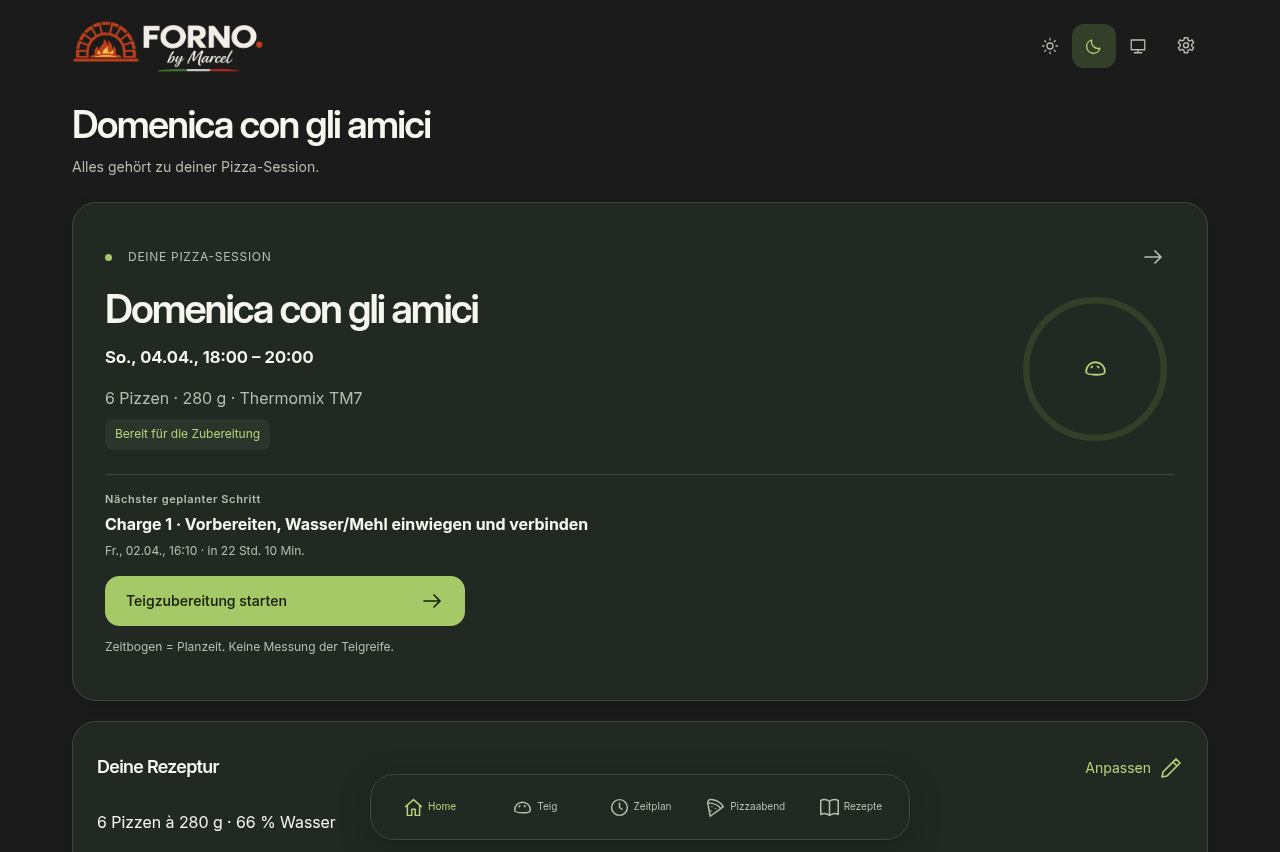 FORNO.
by Marcel
Domenica con gli amici
Alles gehört zu deiner Pizza-Session.
DEINE PIZZA-SESSION
Domenica con gli amici
So., 04.04., 18:00 – 20:00
6 Pizzen · 280 g · Thermomix TM7
Bereit für die Zubereitung
Nächster geplanter Schritt
Charge 1 · Vorbereiten, Wasser/Mehl einwiegen und verbinden
Fr., 02.04., 16:10 · in 22 Std. 10 Min.
Teigzubereitung starten
Zeitbogen = Planzeit. Keine Messung der Teigreife.
Deine Rezeptur
Anpassen
6 Pizzen à 280 g · 66 % Wasser
Home Teig Zeitplan Pizzaabend Rezepte